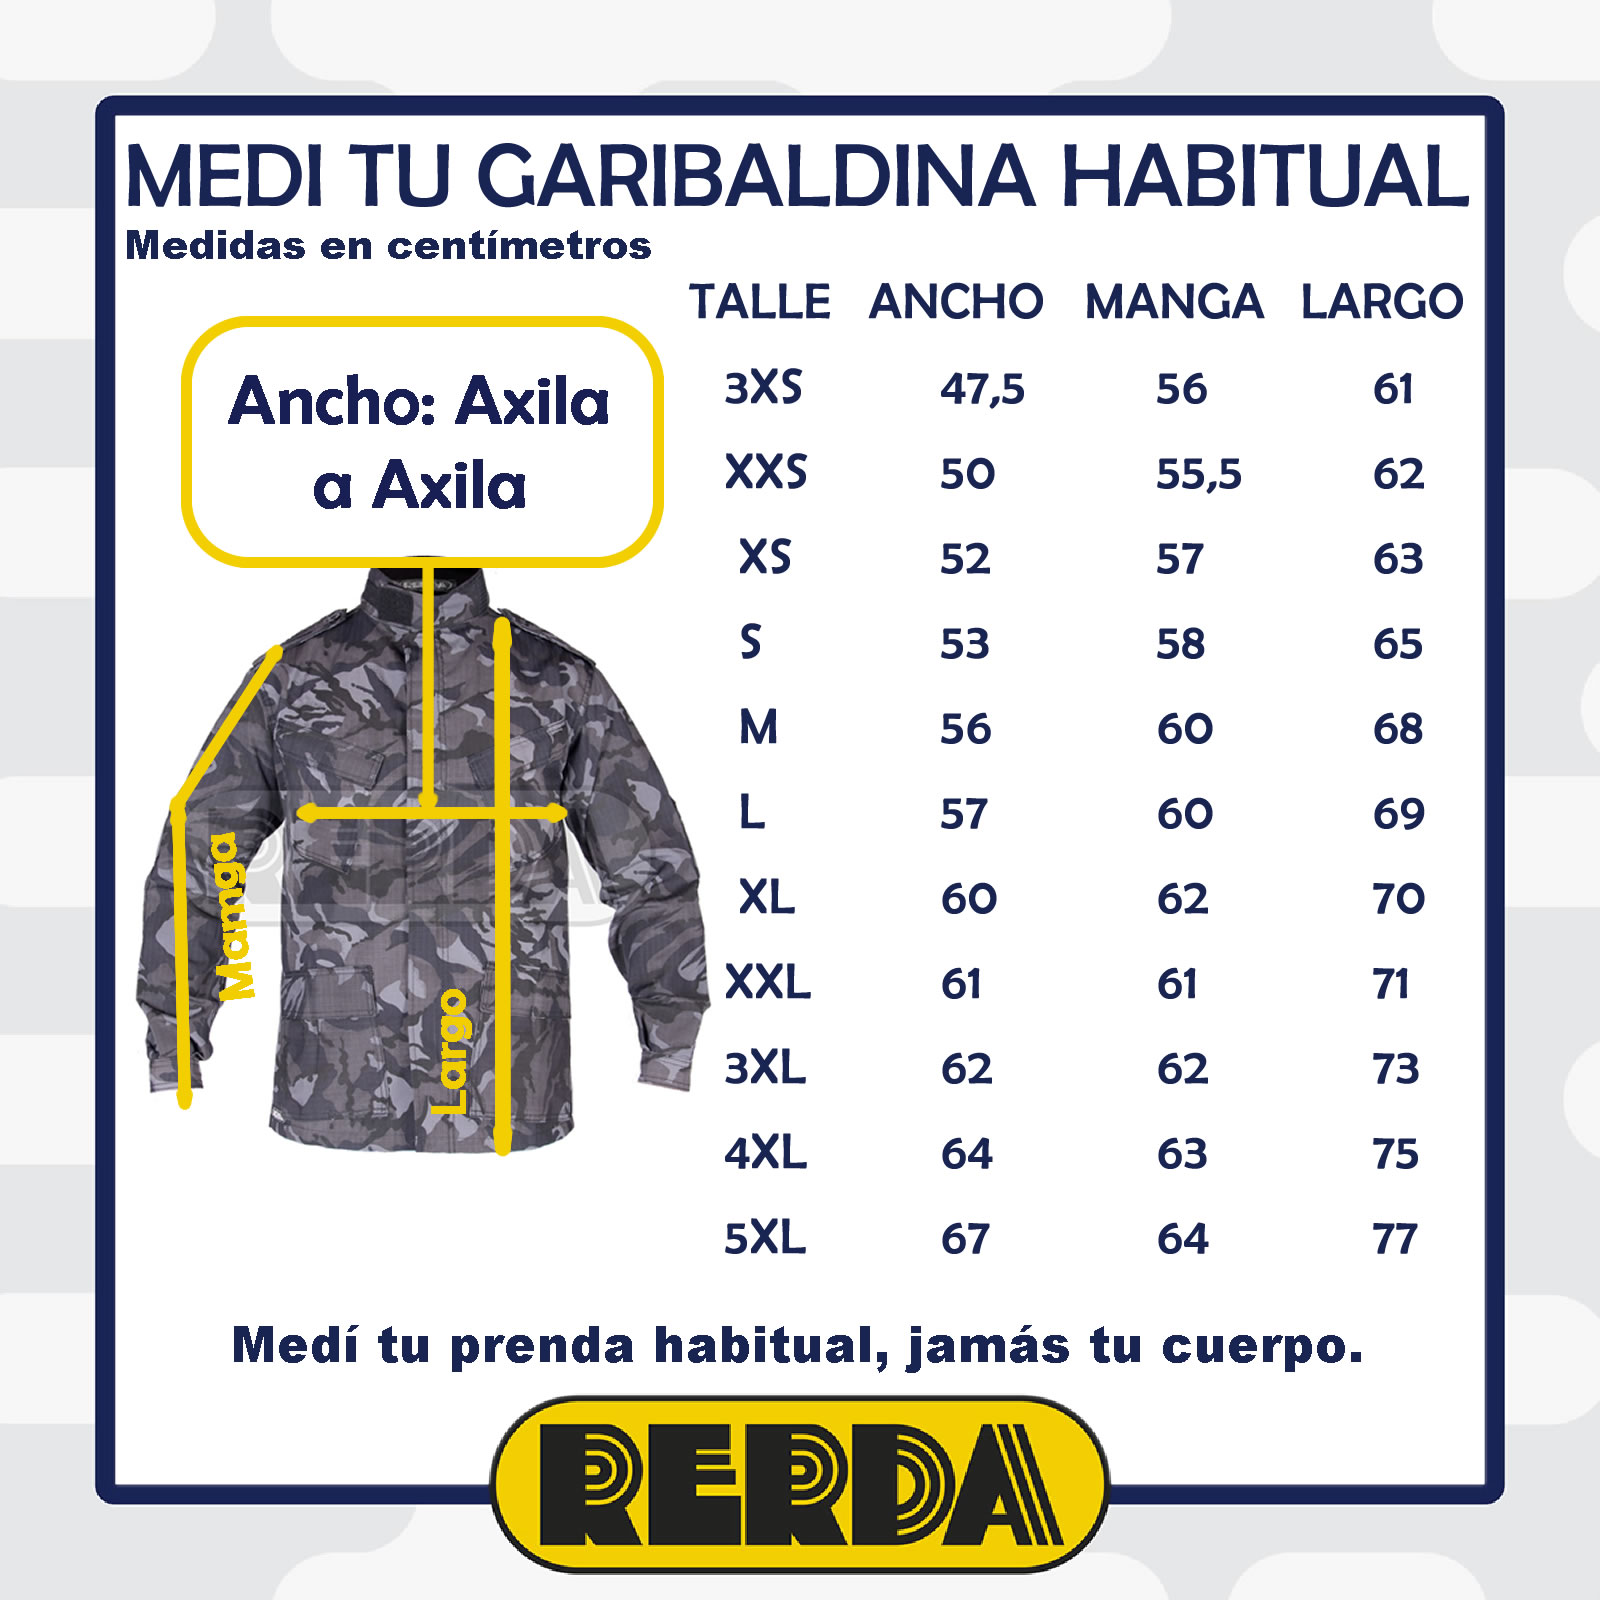 MEDI TU GARIBALDINA HABITUAL
Medidas en centímetros
TALLE ANCHO MANGA LARGO
Ancho: Axila
a Axila
3XS 47,5 56 61
XXS 50 55,5 62
XS 52 57 63
S 53 58 65
M 56 60 68
L 57 60 69
XL 60 62 70
XXL 61 61 71
3XL 62 62 73
4XL 64 63 75
5XL 67 64 77
Mamga
Largo
RERDA
Medí tu prenda habitual, jamás tu cuerpo.
RERDA